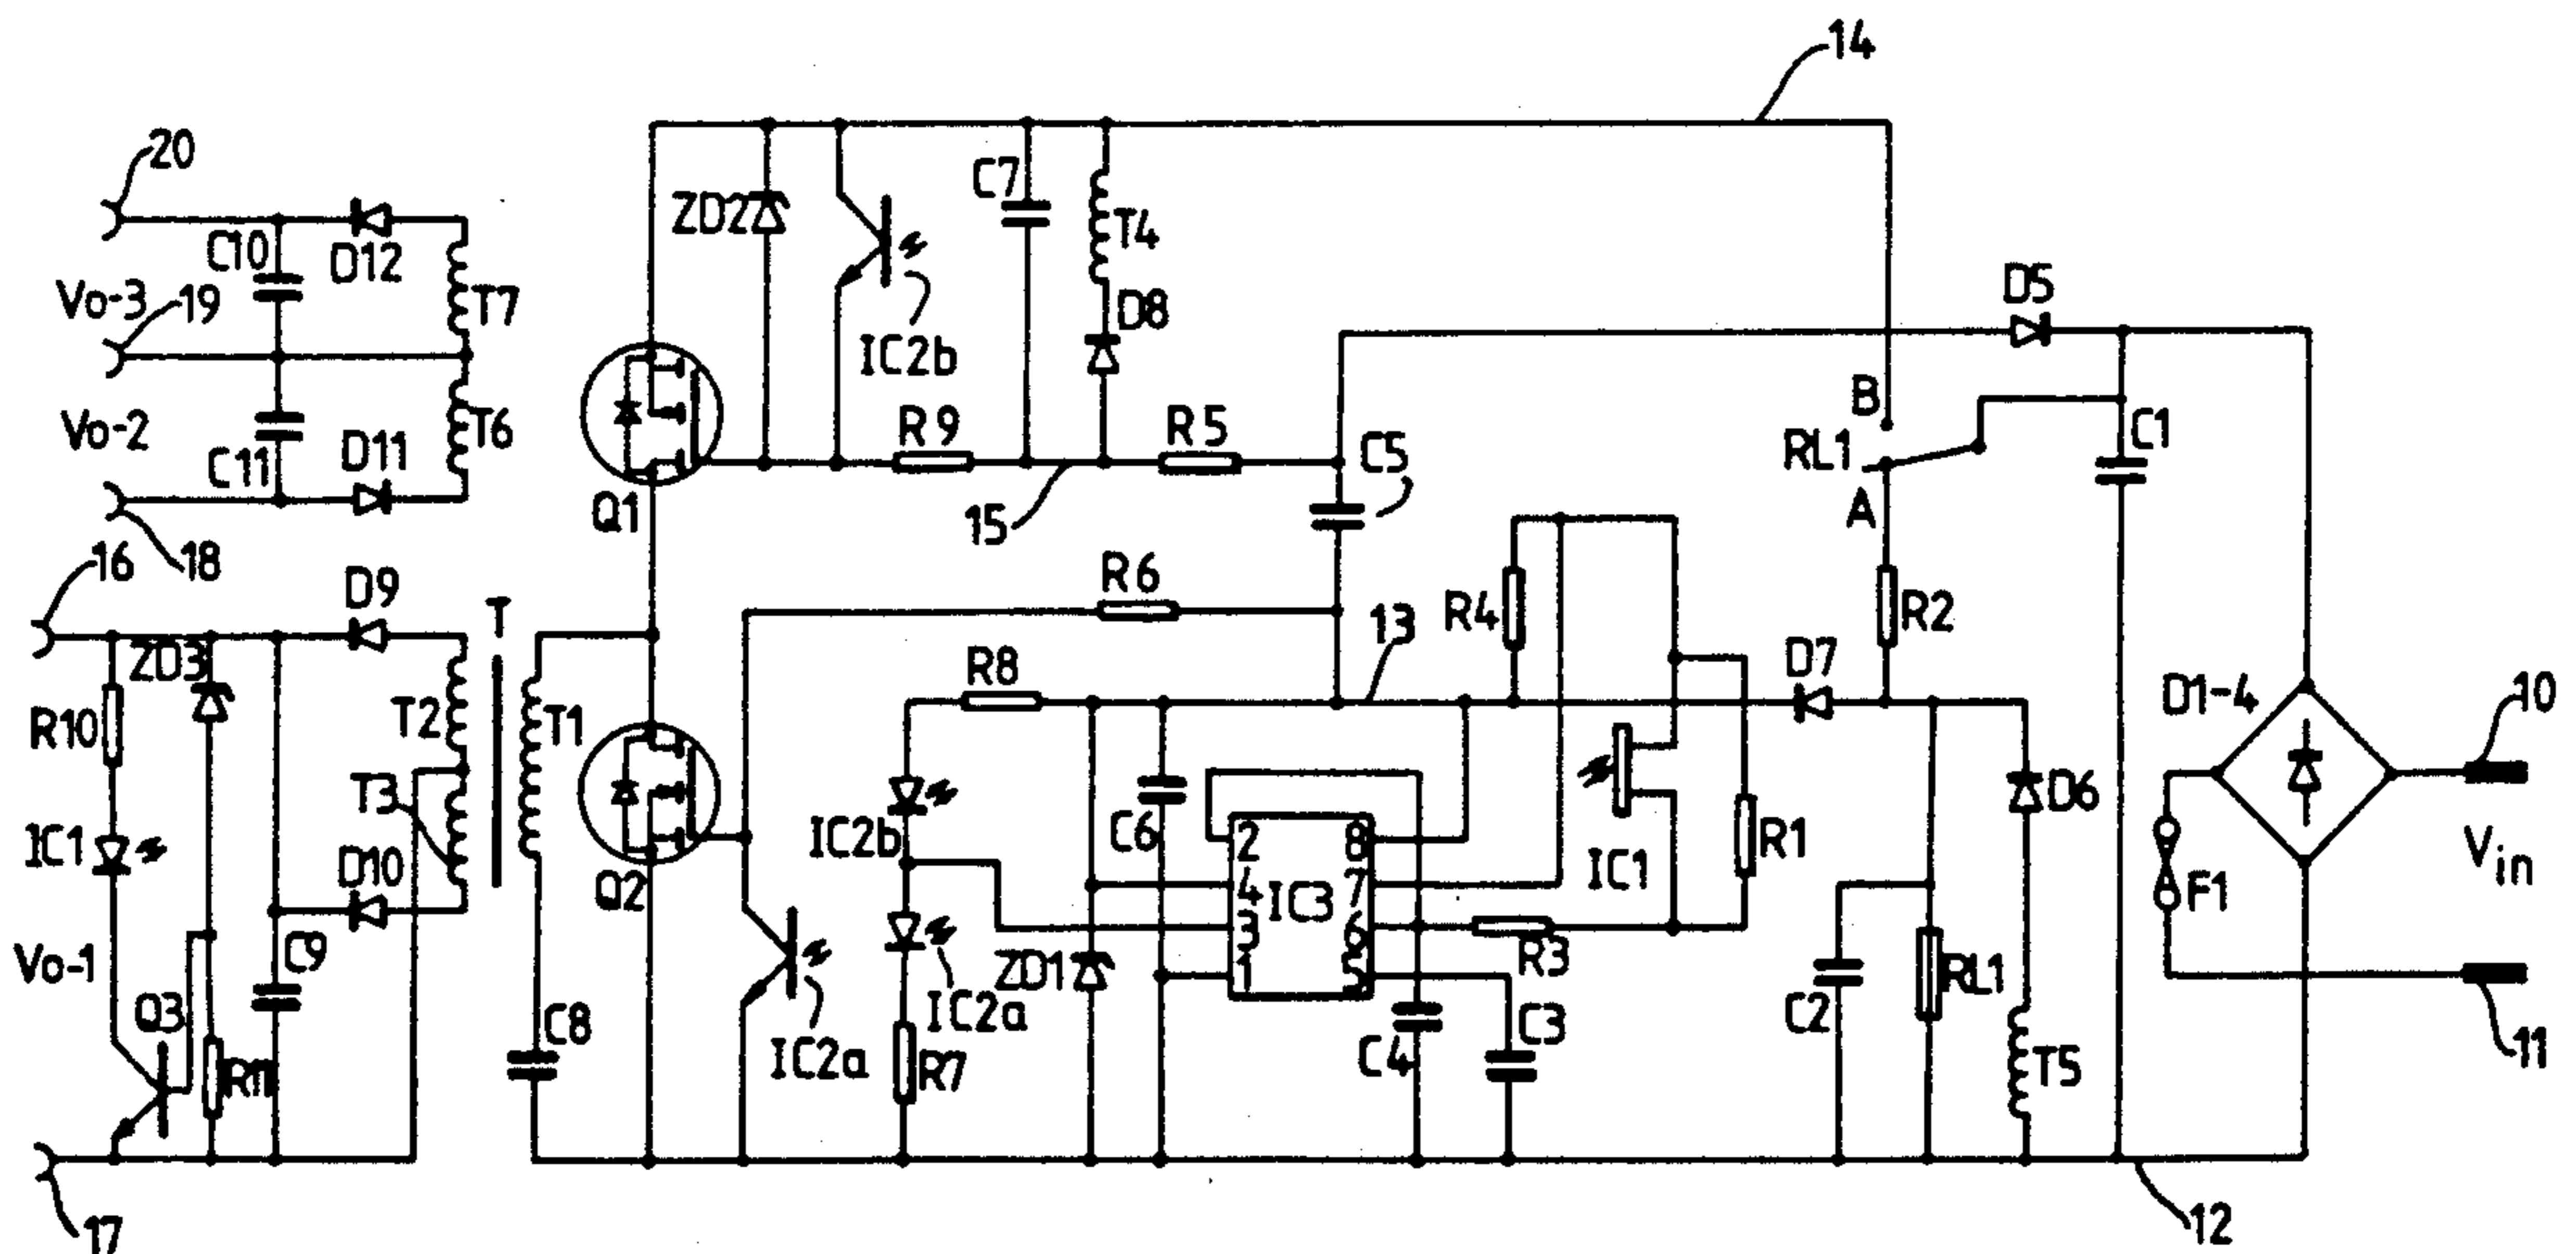 14
20
C10
D12
Vo-3
19
T7
Vo-2
C11
D11
T6
18
ZD2
IC2b
C7
T4
D8
Q1
R9
15
R5
C5
D5
B
RL1
A
C1
16
D9
T
ZD3
R10
T2
T1
T3
IC1
D10
Vo-1
C9
Q3
R11
C8
17
R6
R8
13
R4
D7
R2
D1-4
10
Q2
IC2b
C6
2
4
3
1
IC3
8
7
6
5
IC1
R1
D6
F1
Vin
IC2a
IC2a
R7
ZD1
R3
C4
C3
C2
RL1
T5
11
12